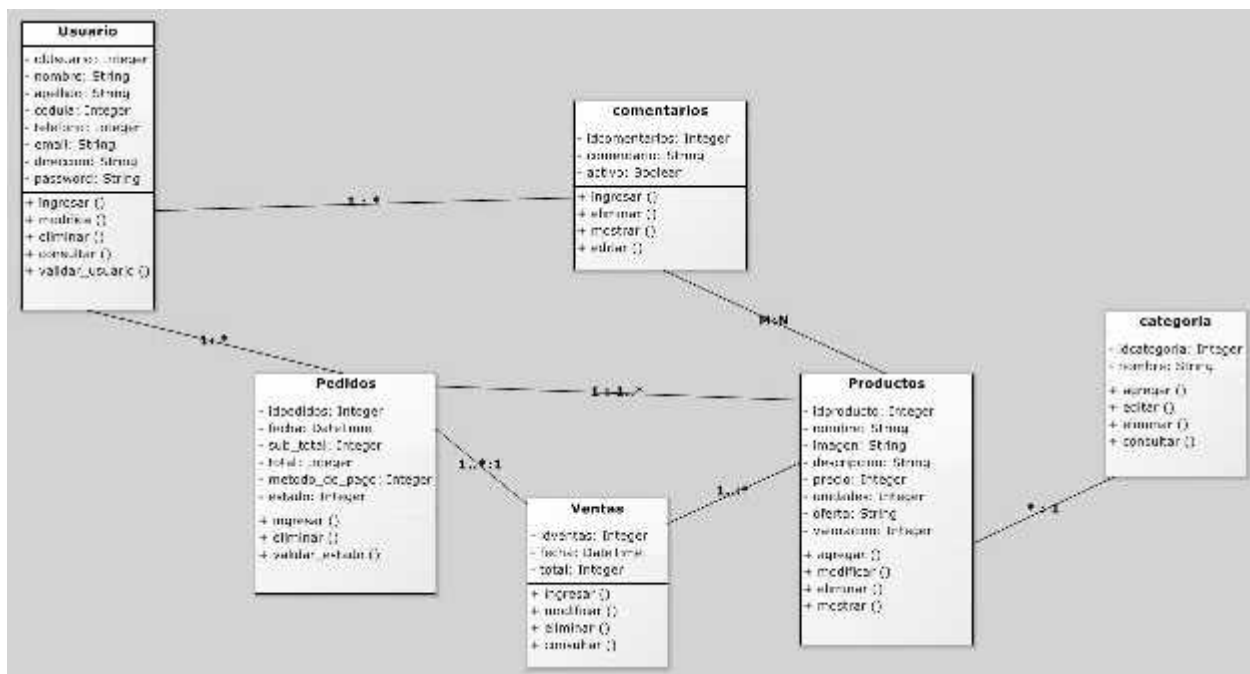 Usuario
- idUsuario: Integer
- nombre: String
- apellido: String
- cedula: Integer
- telefono: Integer
- email: String
- direccion: String
- password: String
+ ingresar ()
+ modifica ()
+ eliminar ()
+ consultar ()
+ validar_usuario ()
1 : *
comentarios
- idcomentarios: Integer
- comentario: String
- activo: Boolean
+ ingresar ()
+ eliminar ()
+ mostrar ()
+ editar ()
M:N
1: *
categoria
- idcategoria: Integer
- nombre: String
+ agregar ()
+ editar ()
+ eliminar ()
+ consultar ()
Pedidos
- idpedidos: Integer
- fecha: DateTime
- sub_total: Integer
- total: Integer
- metodo_de_pago: Integer
- estado: Integer
+ ingresar ()
+ eliminar ()
+ validar_estado ()
1 : 1..*
Productos
- idproducto: Integer
- nombre: String
- imagen: String
- descripcion: String
- precio: Integer
- unidades: Integer
- oferta: String
- valoracion: Integer
+ agregar ()
+ modificar ()
+ eliminar ()
+ mostrar ()
1..*:1
* : 1
Ventas
- idventas: Integer
- fecha: DateTime
- total: Integer
+ ingresar ()
+ modificar ()
+ eliminar ()
+ consultar ()